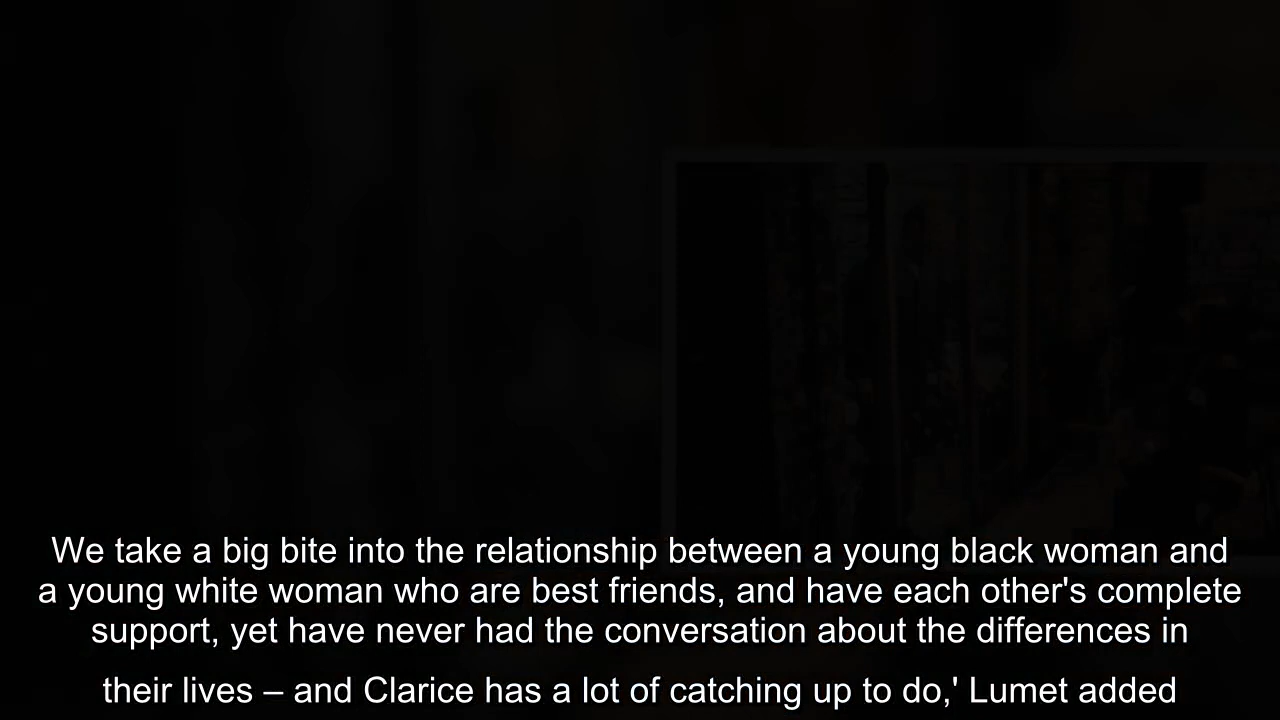 We take a big bite into the relationship between a young black woman and
a young white woman who are best friends, and have each other's complete
support, yet have never had the conversation about the differences in
their lives – and Clarice has a lot of catching up to do,' Lumet added